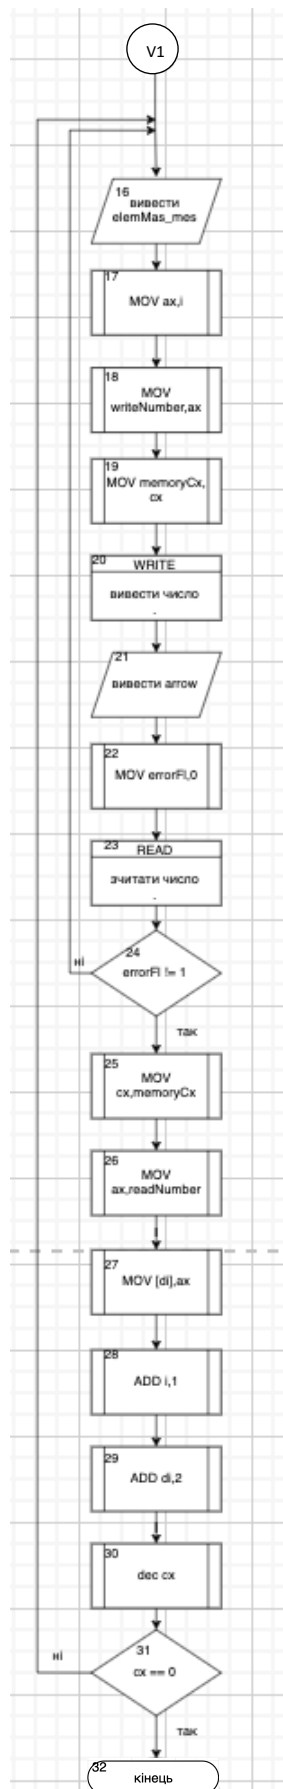 V1
16
вивести
elemMas_mes
17
MOV ax,i
18
MOV
writeNumber,ax
19
MOV memoryCx,
cx
20
WRITE
вивести число
.
21
вивести arrow
22
MOV errorFl,0
23
READ
зчитати число
.
24
errorFl != 1
ні
так
25
MOV
cx,memoryCx
26
MOV
ax,readNumber
27
MOV [di],ax
28
ADD i,1
29
ADD di,2
30
dec cx
31
cx == 0
ні
так
32
кінець